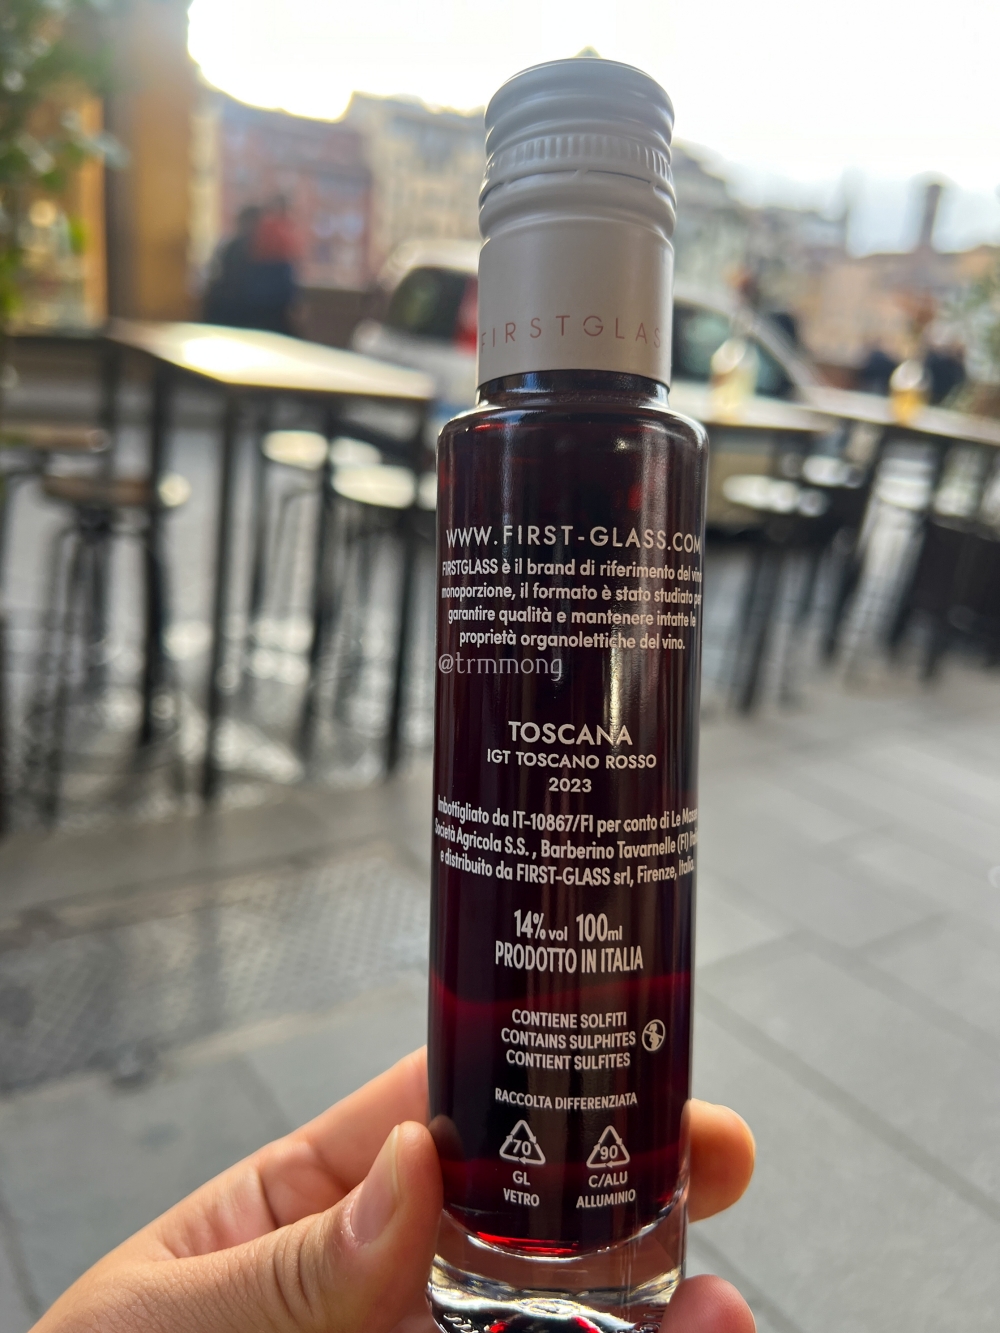 FIRSTGLAS
WWW.FIRST-GLASS.COM
FIRSTGLASS è il brand di riferimento del vino
monoporzione, il formato è stato studiato per
garantire qualità e mantenere intatte le
proprietà organolettiche del vino.
@trmmong
TOSCANA
IGT TOSCANO ROSSO
2023
Imbottigliato da IT-10867/FI per conto di Le
Società Agricola S.S., Barberino Tavarnelle (FI)
e distribuito da FIRST-GLASS srl, Firenze, Italia.
14% vol 100ml
PRODOTTO IN ITALIA
CONTIENE SOLFITI
CONTAINS SULPHITES
CONTIENT SULFITES
RACCOLTA DIFFERENZIATA
70 90
GL C/ALU
VETRO ALLUMINIO